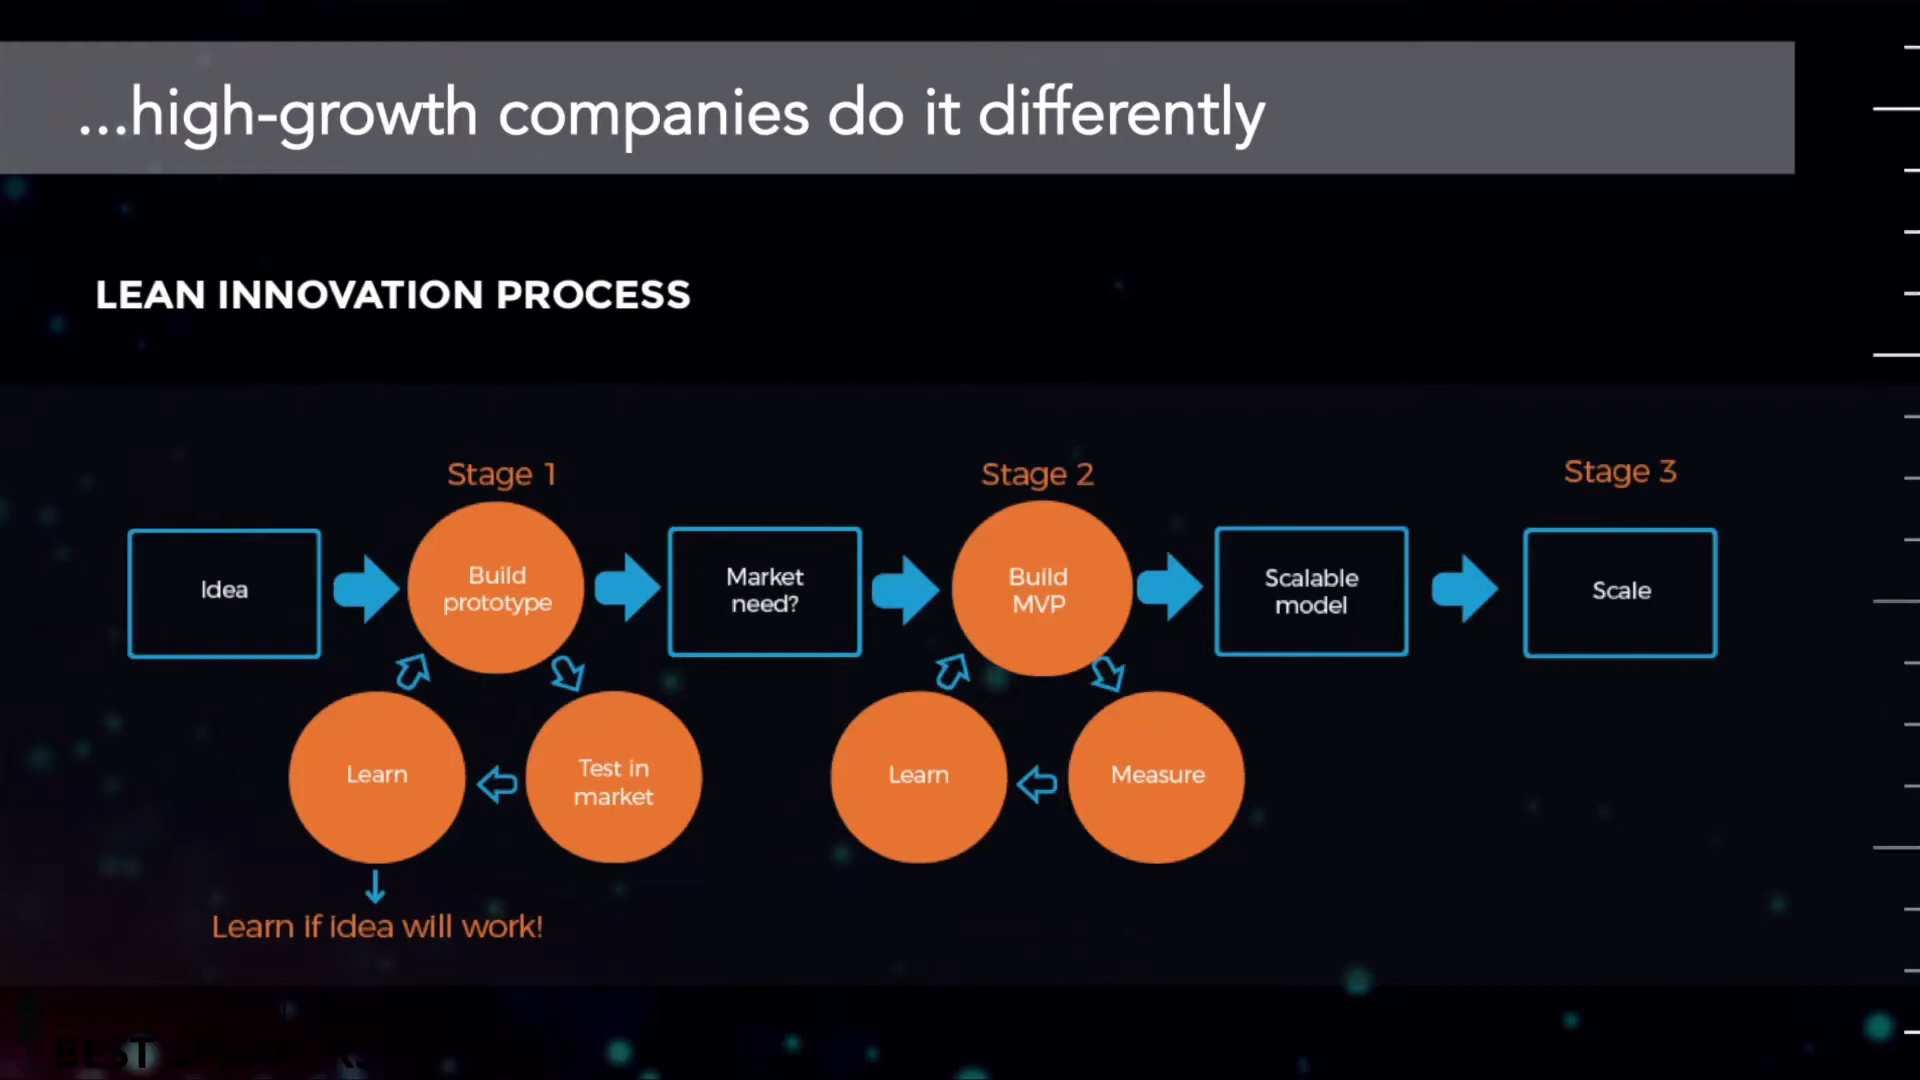 ...high-growth companies do it differently
LEAN INNOVATION PROCESS
Stage 1
Stage 2
Stage 3
Idea
Build
prototype
Market
need?
Build
MVP
Scalable
model
Scale
Learn
Test in
market
Learn
Measure
Learn if idea will work!
BEST